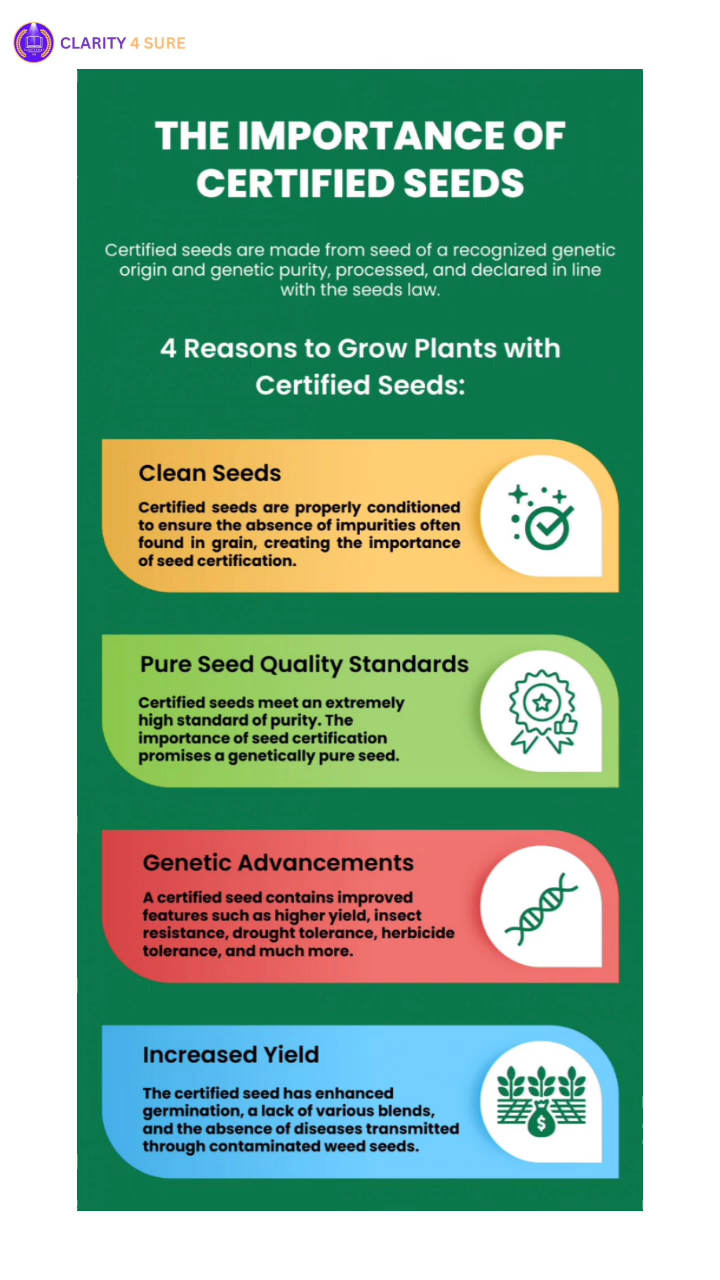 CLARITY 4 SURE
THE IMPORTANCE OF
CERTIFIED SEEDS
Certified seeds are made from seed of a recognized genetic
origin and genetic purity, processed, and declared in line
with the seeds law.
4 Reasons to Grow Plants with
Certified Seeds:
Clean Seeds
Certified seeds are properly conditioned
to ensure the absence of impurities often
found in grain, creating the importance
of seed certification.
Pure Seed Quality Standards
Certified seeds meet an extremely
high standard of purity. The
importance of seed certification
promises a genetically pure seed.
Genetic Advancements
A certified seed contains improved
features such as higher yield, insect
resistance, drought tolerance, herbicide
tolerance, and much more.
Increased Yield
The certified seed has enhanced
germination, a lack of various blends,
and the absence of diseases transmitted
through contaminated weed seeds.
$